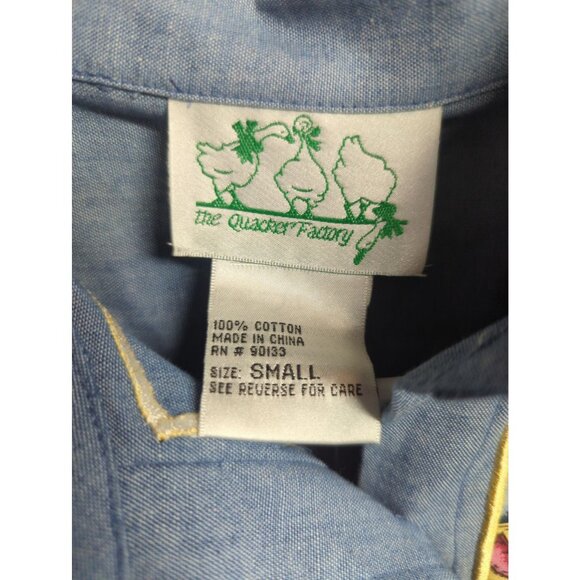 the Quacker Factory
100% COTTON
MADE IN CHINA
RN # 90133
SIZE: SMALL
SEE REVERSE FOR CARE